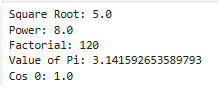 Square Root: 5.0
Power: 8.0
Factorial: 120
Value of Pi: 3.141592653589793
Cos 0: 1.0